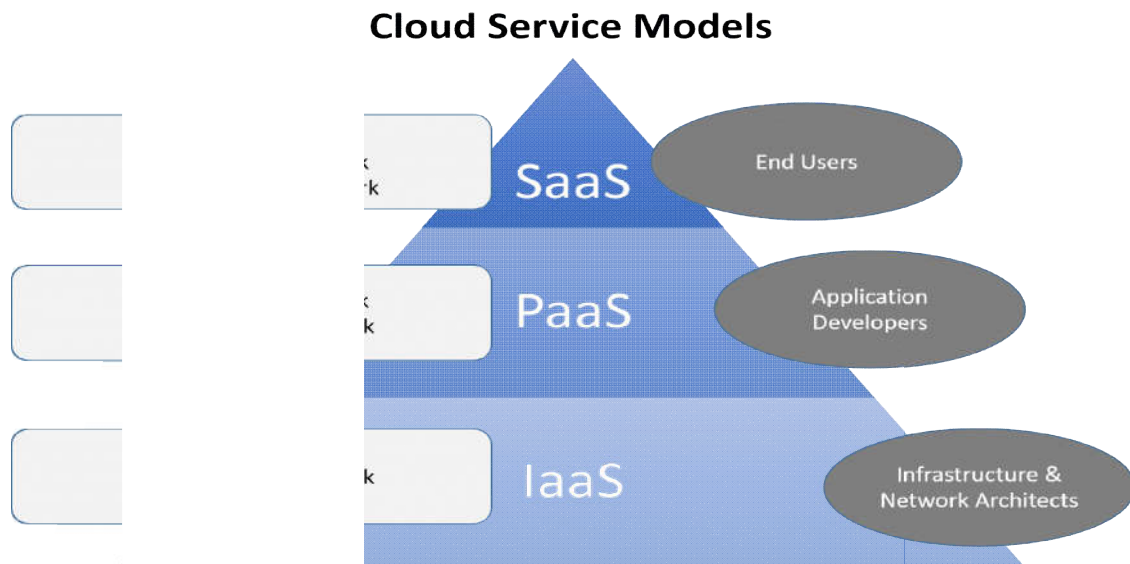 Cloud Service Models
SaaS
End Users
PaaS
Application
Developers
IaaS
Infrastructure &
Network Architects